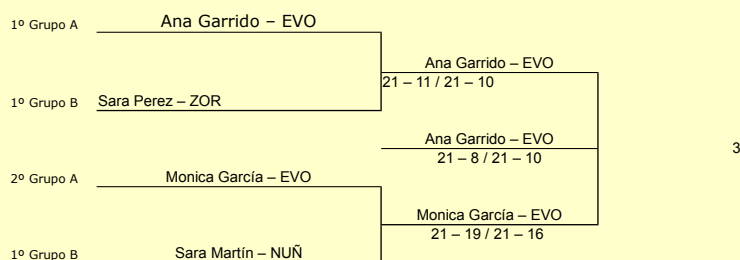 1º Grupo A Ana Garrido – EVO
Ana Garrido – EVO
21 – 11 / 21 – 10
1º Grupo B Sara Perez – ZOR
Ana Garrido – EVO
21 – 8 / 21 – 10
3
2º Grupo A Monica García – EVO
Monica García – EVO
21 – 19 / 21 – 16
1º Grupo B Sara Martín – NUÑ